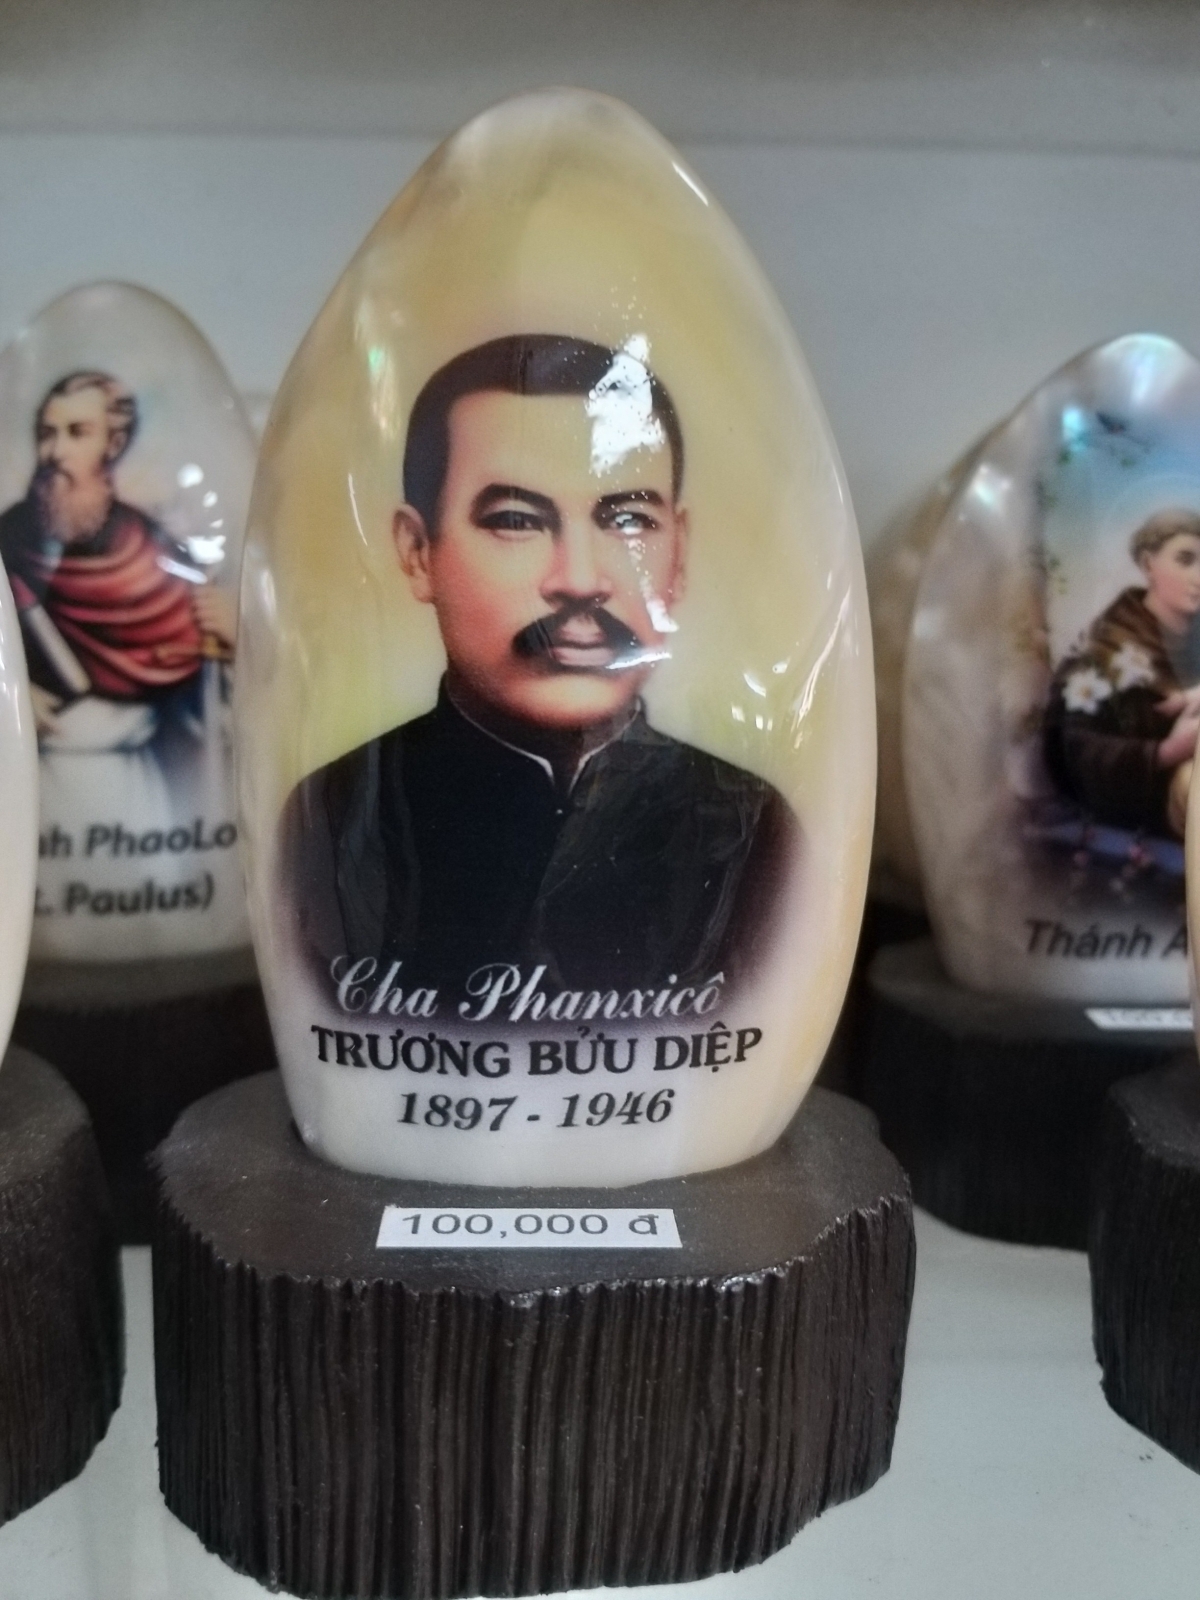 Cha Phanxicô
TRƯƠNG BỬU DIỆP
1897 - 1946
100,000 đ
PhaoLo
Paulus)
Thánh